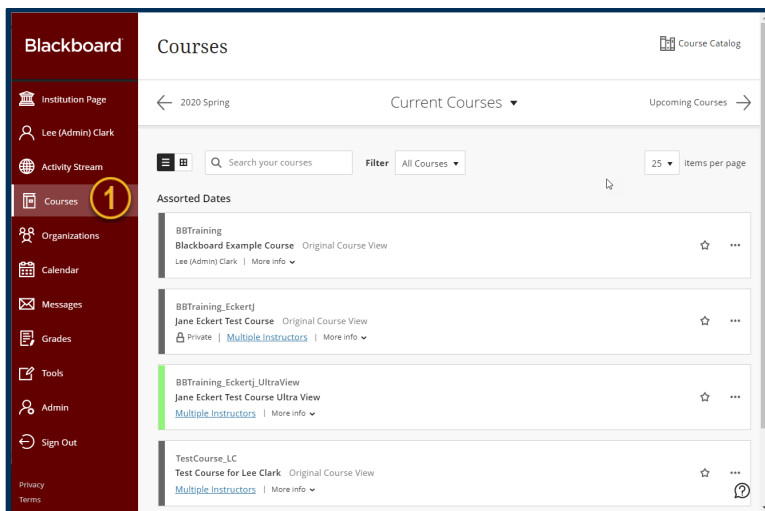 Blackboard
Institution Page
Lee (Admin) Clark
Activity Stream
Courses
1
Organizations
Calendar
Messages
Grades
Tools
Admin
Sign Out
Privacy
Terms
Courses
Course Catalog
2020 Spring
Current Courses
Upcoming Courses
Search your courses
Filter
All Courses
25
items per page
Assorted Dates
BBTraining
Blackboard Example Course Original Course View
Lee (Admin) Clark | More info
BBTraining_EckertJ
Jane Eckert Test Course Original Course View
Private | Multiple Instructors | More info
BBTraining_Eckertj_UltraView
Jane Eckert Test Course Ultra View
Multiple Instructors | More info
TestCourse_LC
Test Course for Lee Clark Original Course View
Multiple Instructors | More info